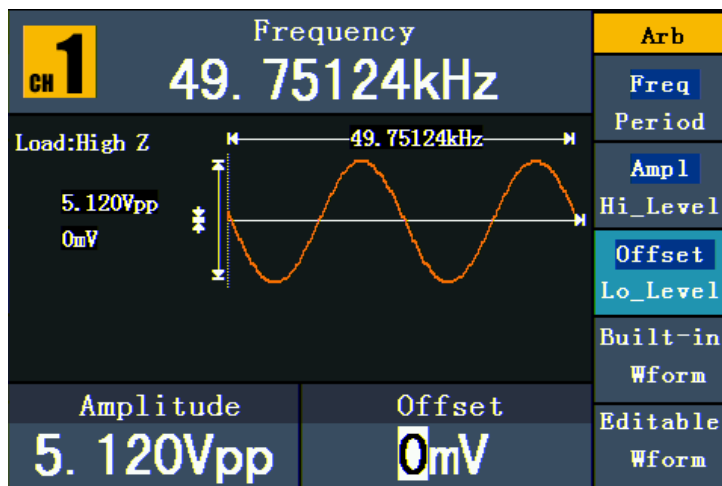 CH 1
Frequency
49. 75124kHz
Load:High Z
49. 75124kHz
5.120Vpp
0mV
Amplitude
5. 120Vpp
Offset
0mV
Arb
Freq
Period
Ampl
Hi_Level
Offset
Lo_Level
Built-in
Wform
Editable
Wform